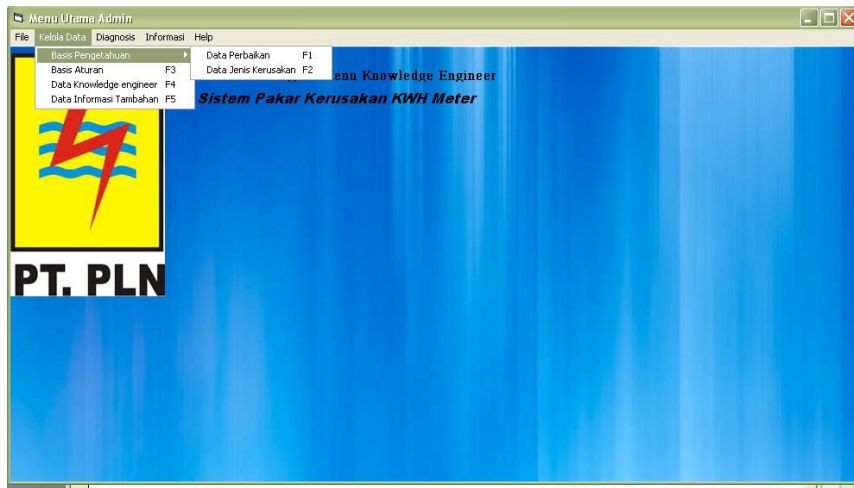 Menu Utama Admin
File Kelola Data Diagnosis Informasi Help
Basis Pengetahuan
Basis Aturan F3
Data Knowledge engineer F4
Data Informasi Tambahan F5
Data Perbaikan F1
Data Jenis Kerusakan F2
Knowledge Engineer
Sistem Pakar Kerusakan KWH Meter
PT. PLN